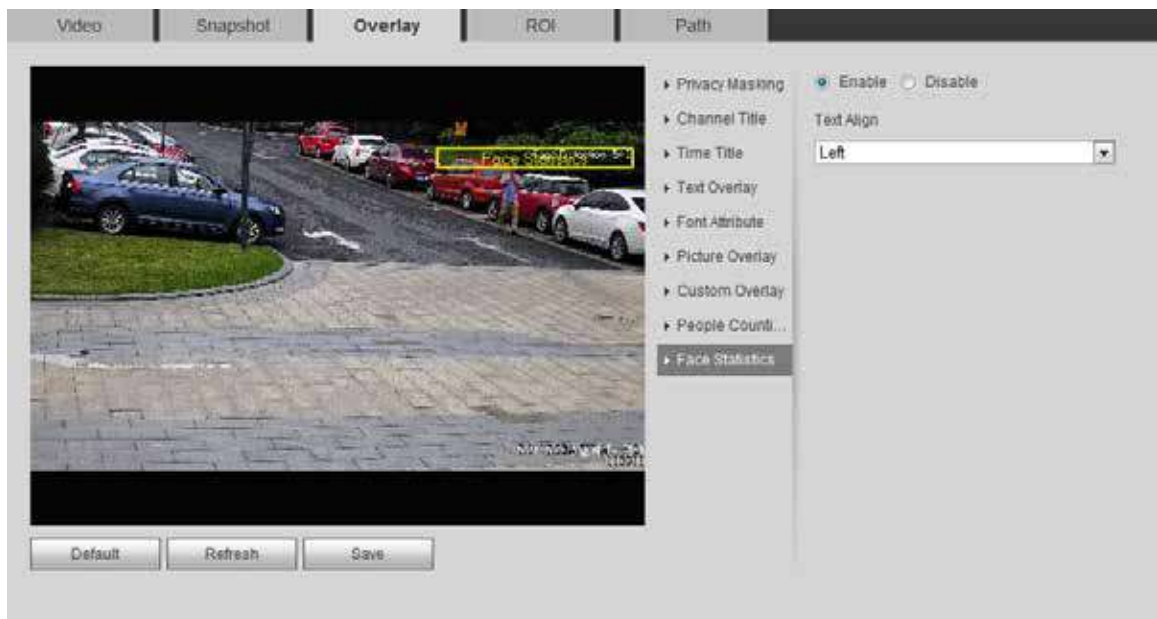 Video
Snapshot
Overlay
ROI
Path
Privacy Masking
Channel Title
Time Title
Text Overlay
Font Attribute
Picture Overlay
Custom Overlay
People Counti...
Face Statistics
Enable
Disable
Text Align
Left
Face
Default
Refresh
Save